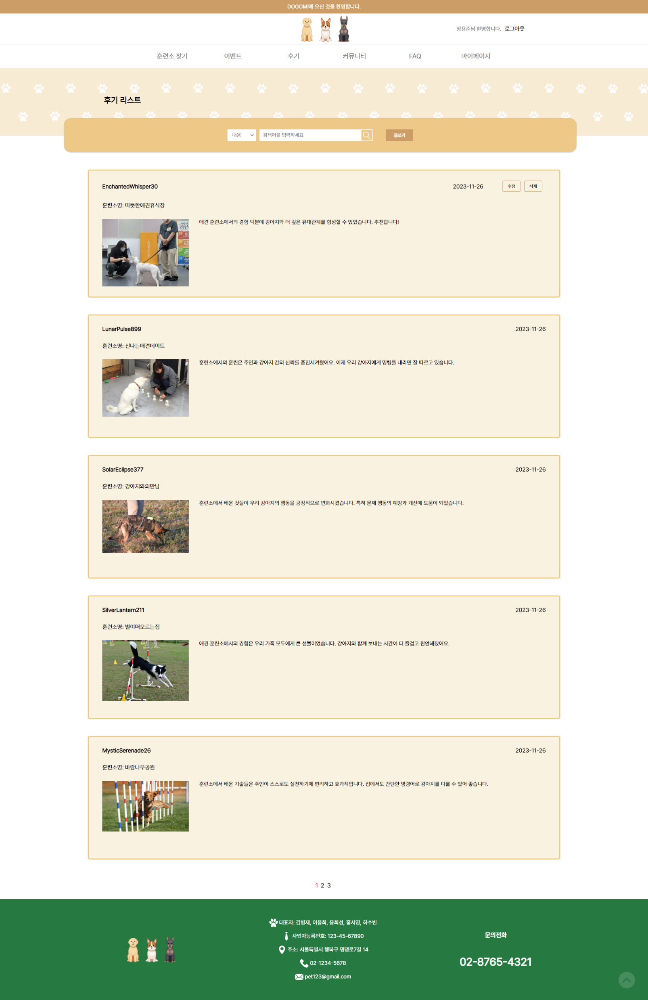 DOGOMI에 오신 것을 환영합니다.
장용준님 환영합니다. 로그아웃
훈련소 찾기 이벤트 후기 커뮤니티 FAQ 마이페이지
후기 리스트
내용 검색어를 입력하세요 글쓰기
EnchantedWhisper30 2023-11-26 수정 삭제
훈련소명: 따뜻한애견휴식장
애견 훈련소에서의 경험 덕분에 강아지와 더 깊은 유대관계를 형성할 수 있었습니다. 추천합니다!
LunarPulse899 2023-11-26
훈련소명: 신나는애견데이트
훈련소에서의 훈련은 주인과 강아지 간의 신뢰를 증진시켜줬어요. 이제 우리 강아지에게 명령을 내리면 잘 따르고 있습니다.
SolarEclipse377 2023-11-26
훈련소명: 강아지와의만남
훈련소에서 배운 것들이 우리 강아지의 행동을 긍정적으로 변화시켰습니다. 특히 문제 행동의 예방과 개선에 도움이 되었습니다.
SilverLantern211 2023-11-26
훈련소명: 별이떠오르는집
애견 훈련소에서의 경험은 우리 가족 모두에게 큰 선물이었습니다. 강아지와 함께 보내는 시간이 더 즐겁고 편안해졌어요.
MysticSerenade26 2023-11-26
훈련소명: 바람나무공원
훈련소에서 배운 기술들은 주인이 스스로도 실천하기에 편리하고 효과적입니다. 집에서도 간단한 명령어로 강아지를 다룰 수 있어 좋습니다.
1 2 3
대표자: 김병제, 이웅희, 윤희성, 홍서영, 하수빈
사업자등록번호: 123-45-67890
주소: 서울특별시 행복구 댕댕로7길 14
02-1234-5678
pet123@gmail.com
문의전화
02-8765-4321